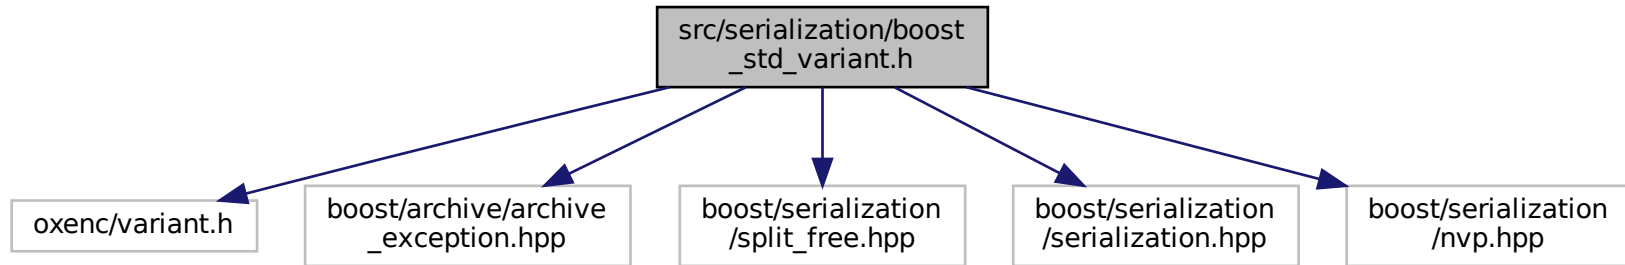 src/serialization/boost
_std_variant.h
oxenc/variant.h
boost/archive/archive
_exception.hpp
boost/serialization
/split_free.hpp
boost/serialization
/serialization.hpp
boost/serialization
/nvp.hpp